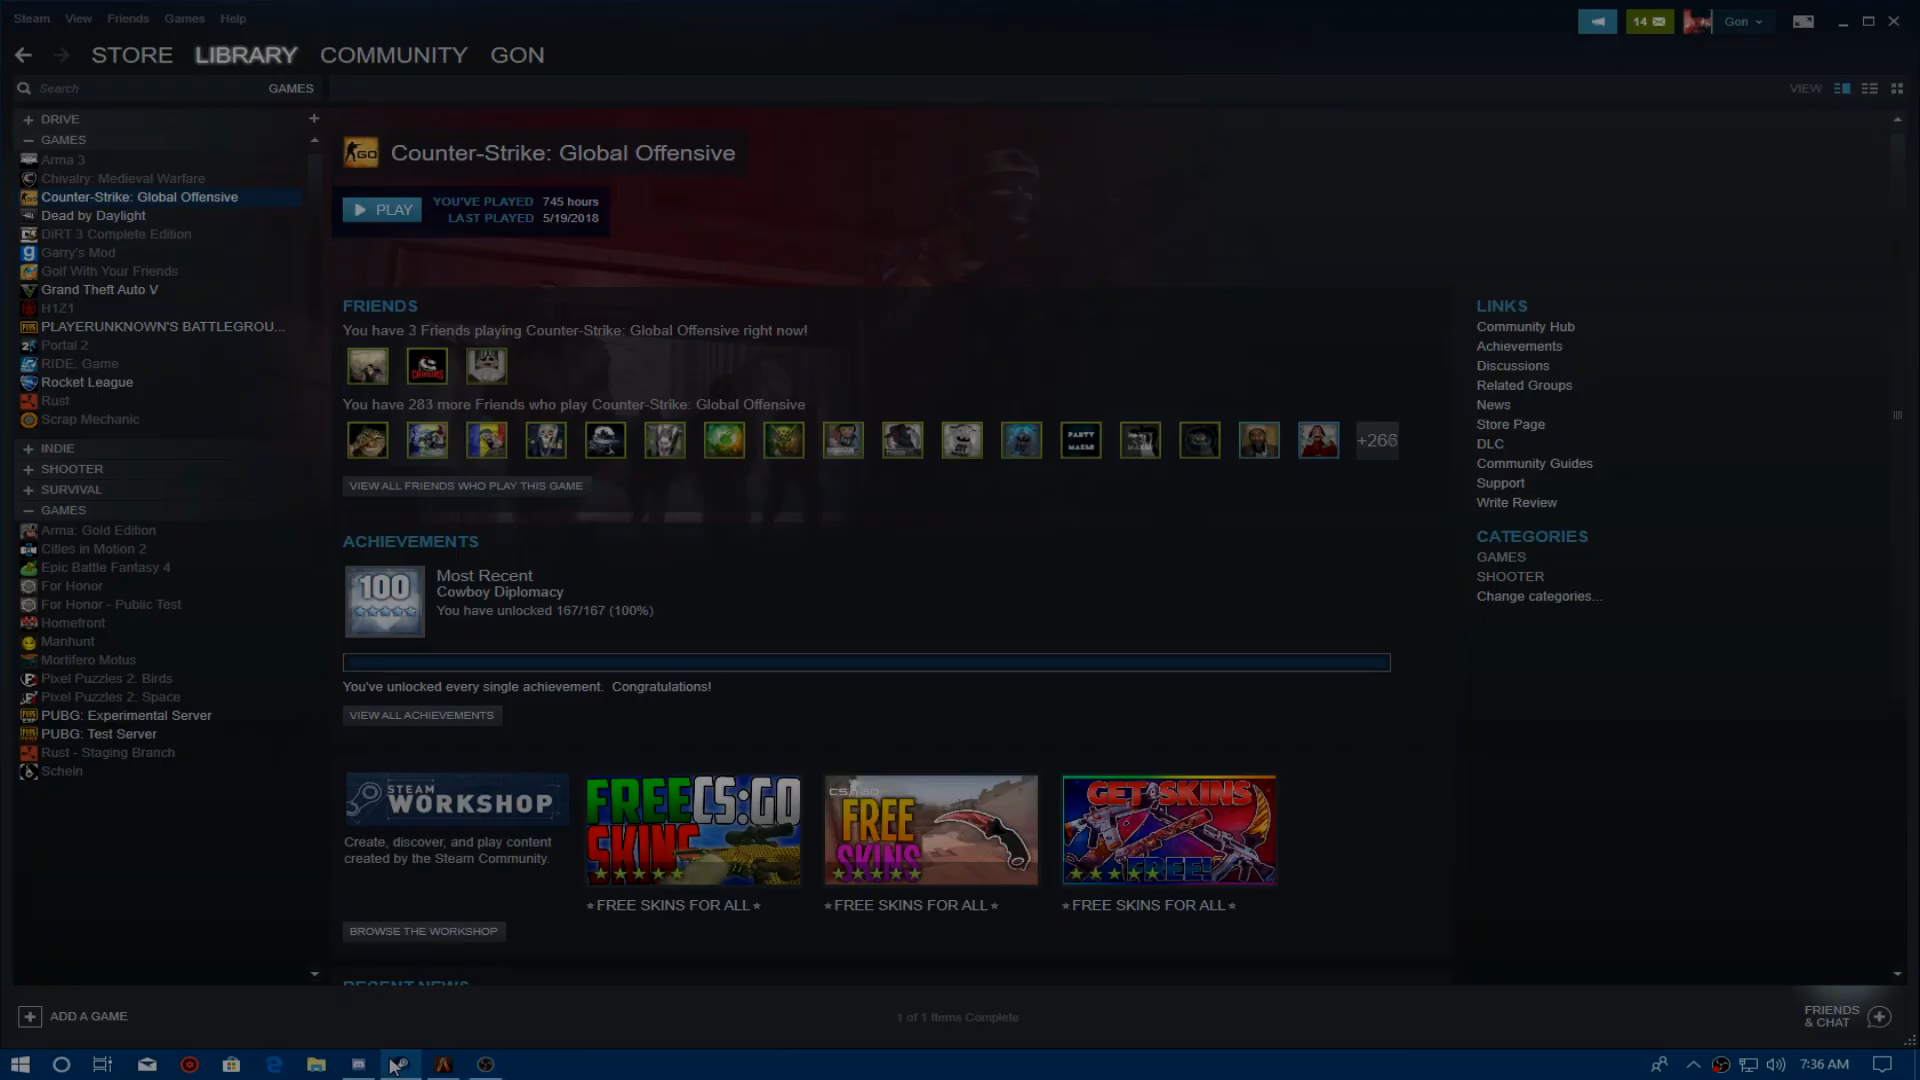 Steam View Friends Games Help
14
Gon
STORE LIBRARY COMMUNITY GON
Search
GAMES
VIEW
DRIVE
GAMES
Arma 3
Chivalry: Medieval Warfare
Counter-Strike: Global Offensive
Dead by Daylight
DiRT 3 Complete Edition
Garry's Mod
Golf With Your Friends
Grand Theft Auto V
H1Z1
PLAYERUNKNOWN'S BATTLEGROU...
Portal 2
RIDE: Game
Rocket League
Rust
Scrap Mechanic
INDIE
SHOOTER
SURVIVAL
GAMES
Arma: Gold Edition
Cities in Motion 2
Epic Battle Fantasy 4
For Honor
For Honor - Public Test
Homefront
Manhunt
Mortifero Motus
Pixel Puzzles 2: Birds
Pixel Puzzles 2: Space
PUBG: Experimental Server
PUBG: Test Server
Rust - Staging Branch
Schein
GO
Counter-Strike: Global Offensive
PLAY
YOU'VE PLAYED 745 hours
LAST PLAYED 5/19/2018
FRIENDS
You have 3 Friends playing Counter-Strike: Global Offensive right now!
You have 283 more Friends who play Counter-Strike: Global Offensive
PARTY
+266
VIEW ALL FRIENDS WHO PLAY THIS GAME
ACHIEVEMENTS
100
Most Recent
Cowboy Diplomacy
You have unlocked 167/167 (100%)
You've unlocked every single achievement. Congratulations!
VIEW ALL ACHIEVEMENTS
STEAM
WORKSHOP
Create, discover, and play content
created by the Steam Community.
BROWSE THE WORKSHOP
FREE CS:GO
SKINS
★FREE SKINS FOR ALL★
CS:GO
FREE
SKINS
★FREE SKINS FOR ALL★
GET SKINS
FREE!
★FREE SKINS FOR ALL★
RECENT NEWS
LINKS
Community Hub
Achievements
Discussions
Related Groups
News
Store Page
DLC
Community Guides
Support
Write Review
CATEGORIES
GAMES
SHOOTER
Change categories...
ADD A GAME
1 of 1 Items Complete
FRIENDS
& CHAT
7:36 AM